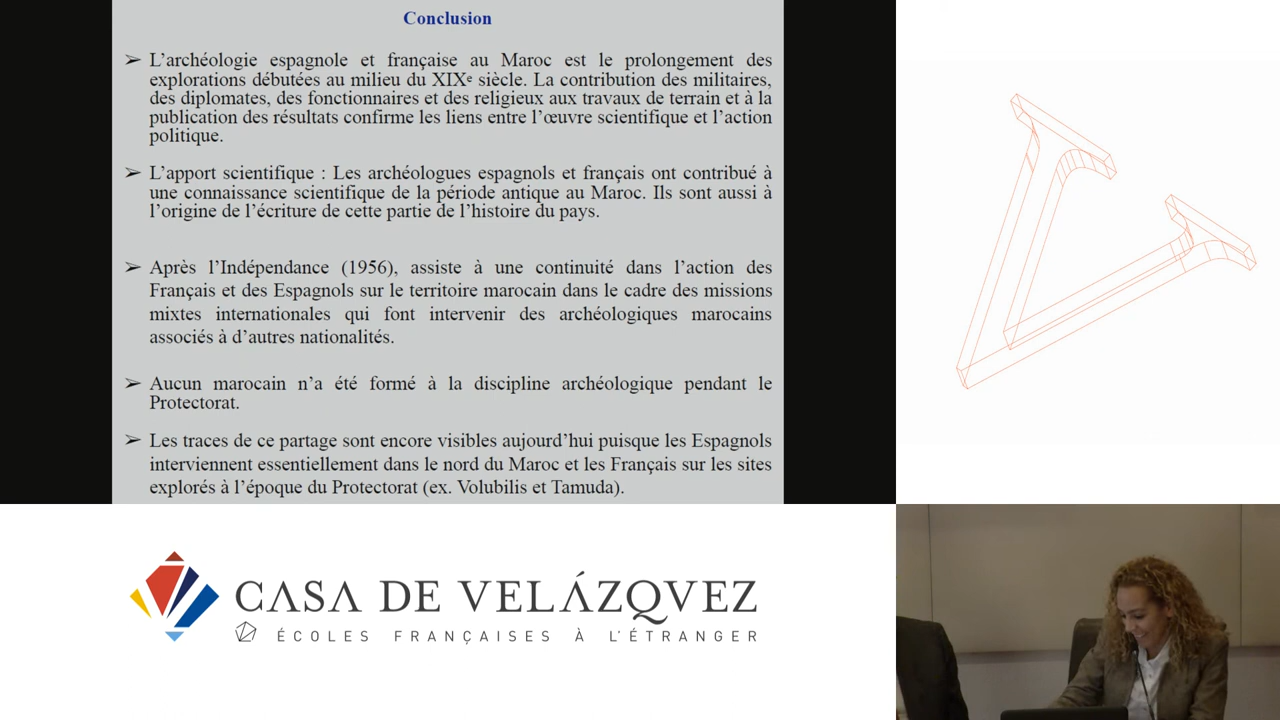 Conclusion
➢ L’archéologie espagnole et française au Maroc est le prolongement des
explorations débutées au milieu du XIXe siècle. La contribution des militaires,
des diplomates, des fonctionnaires et des religieux aux travaux de terrain et à la
publication des résultats confirme les liens entre l’œuvre scientifique et l’action
politique.
➢ L’apport scientifique : Les archéologues espagnols et français ont contribué à
une connaissance scientifique de la période antique au Maroc. Ils sont aussi à
l’origine de l’écriture de cette partie de l’histoire du pays.
➢ Après l’Indépendance (1956), assiste à une continuité dans l’action des
Français et des Espagnols sur le territoire marocain dans le cadre des missions
mixtes internationales qui font intervenir des archéologiques marocains
associés à d’autres nationalités.
➢ Aucun marocain n’a été formé à la discipline archéologique pendant le
Protectorat.
➢ Les traces de ce partage sont encore visibles aujourd’hui puisque les Espagnols
interviennent essentiellement dans le nord du Maroc et les Français sur les sites
explorés à l’époque du Protectorat (ex. Volubilis et Tamuda).
CASA DE VELÁZQVEZ
ÉCOLES FRANÇAISES À L’ÉTRANGER